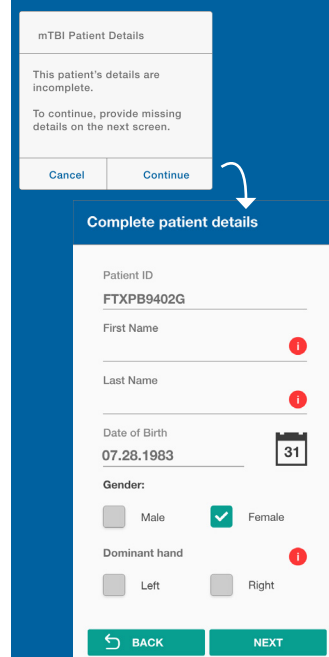 mTBI Patient Details
This patient's details are
incomplete.
To continue, provide missing
details on the next screen.
Cancel Continue
Complete patient details
Patient ID
FTXPB9402G
First Name
i
Last Name
i
Date of Birth
07.28.1983
31
Gender:
Male Female
Dominant hand
i
Left Right
BACK NEXT